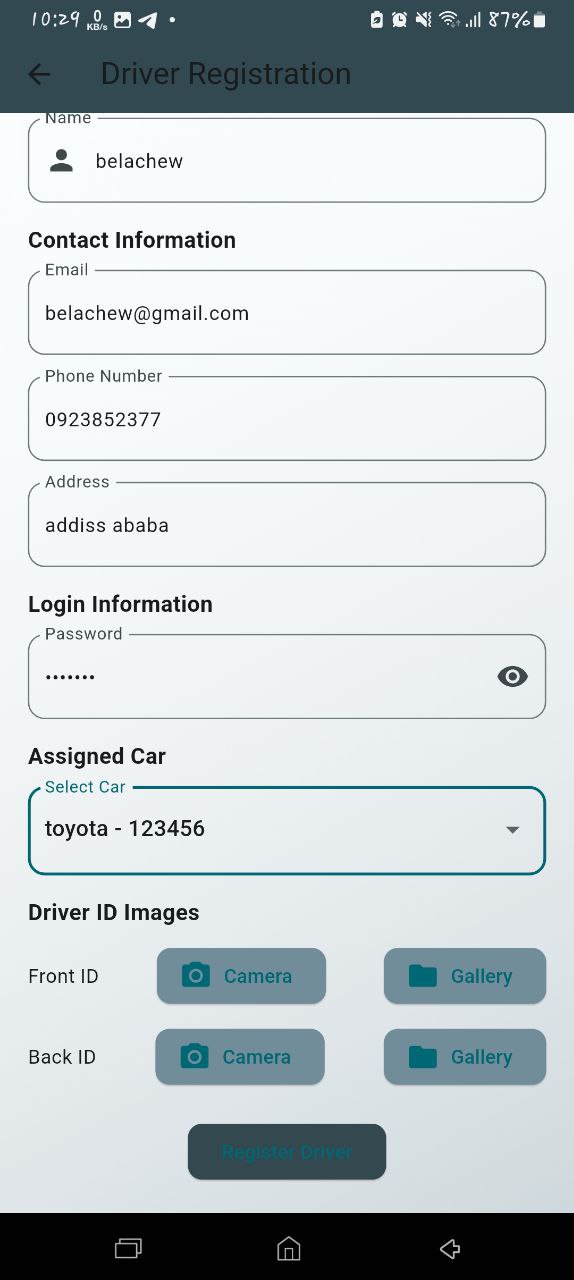 10:29 0 KB/s 87%
Driver Registration
Name
belachew
Contact Information
Email
belachew@gmail.com
Phone Number
0923852377
Address
addiss ababa
Login Information
Password
•••••••
Assigned Car
Select Car
toyota - 123456
Driver ID Images
Front ID Camera Gallery
Back ID Camera Gallery
Register Driver